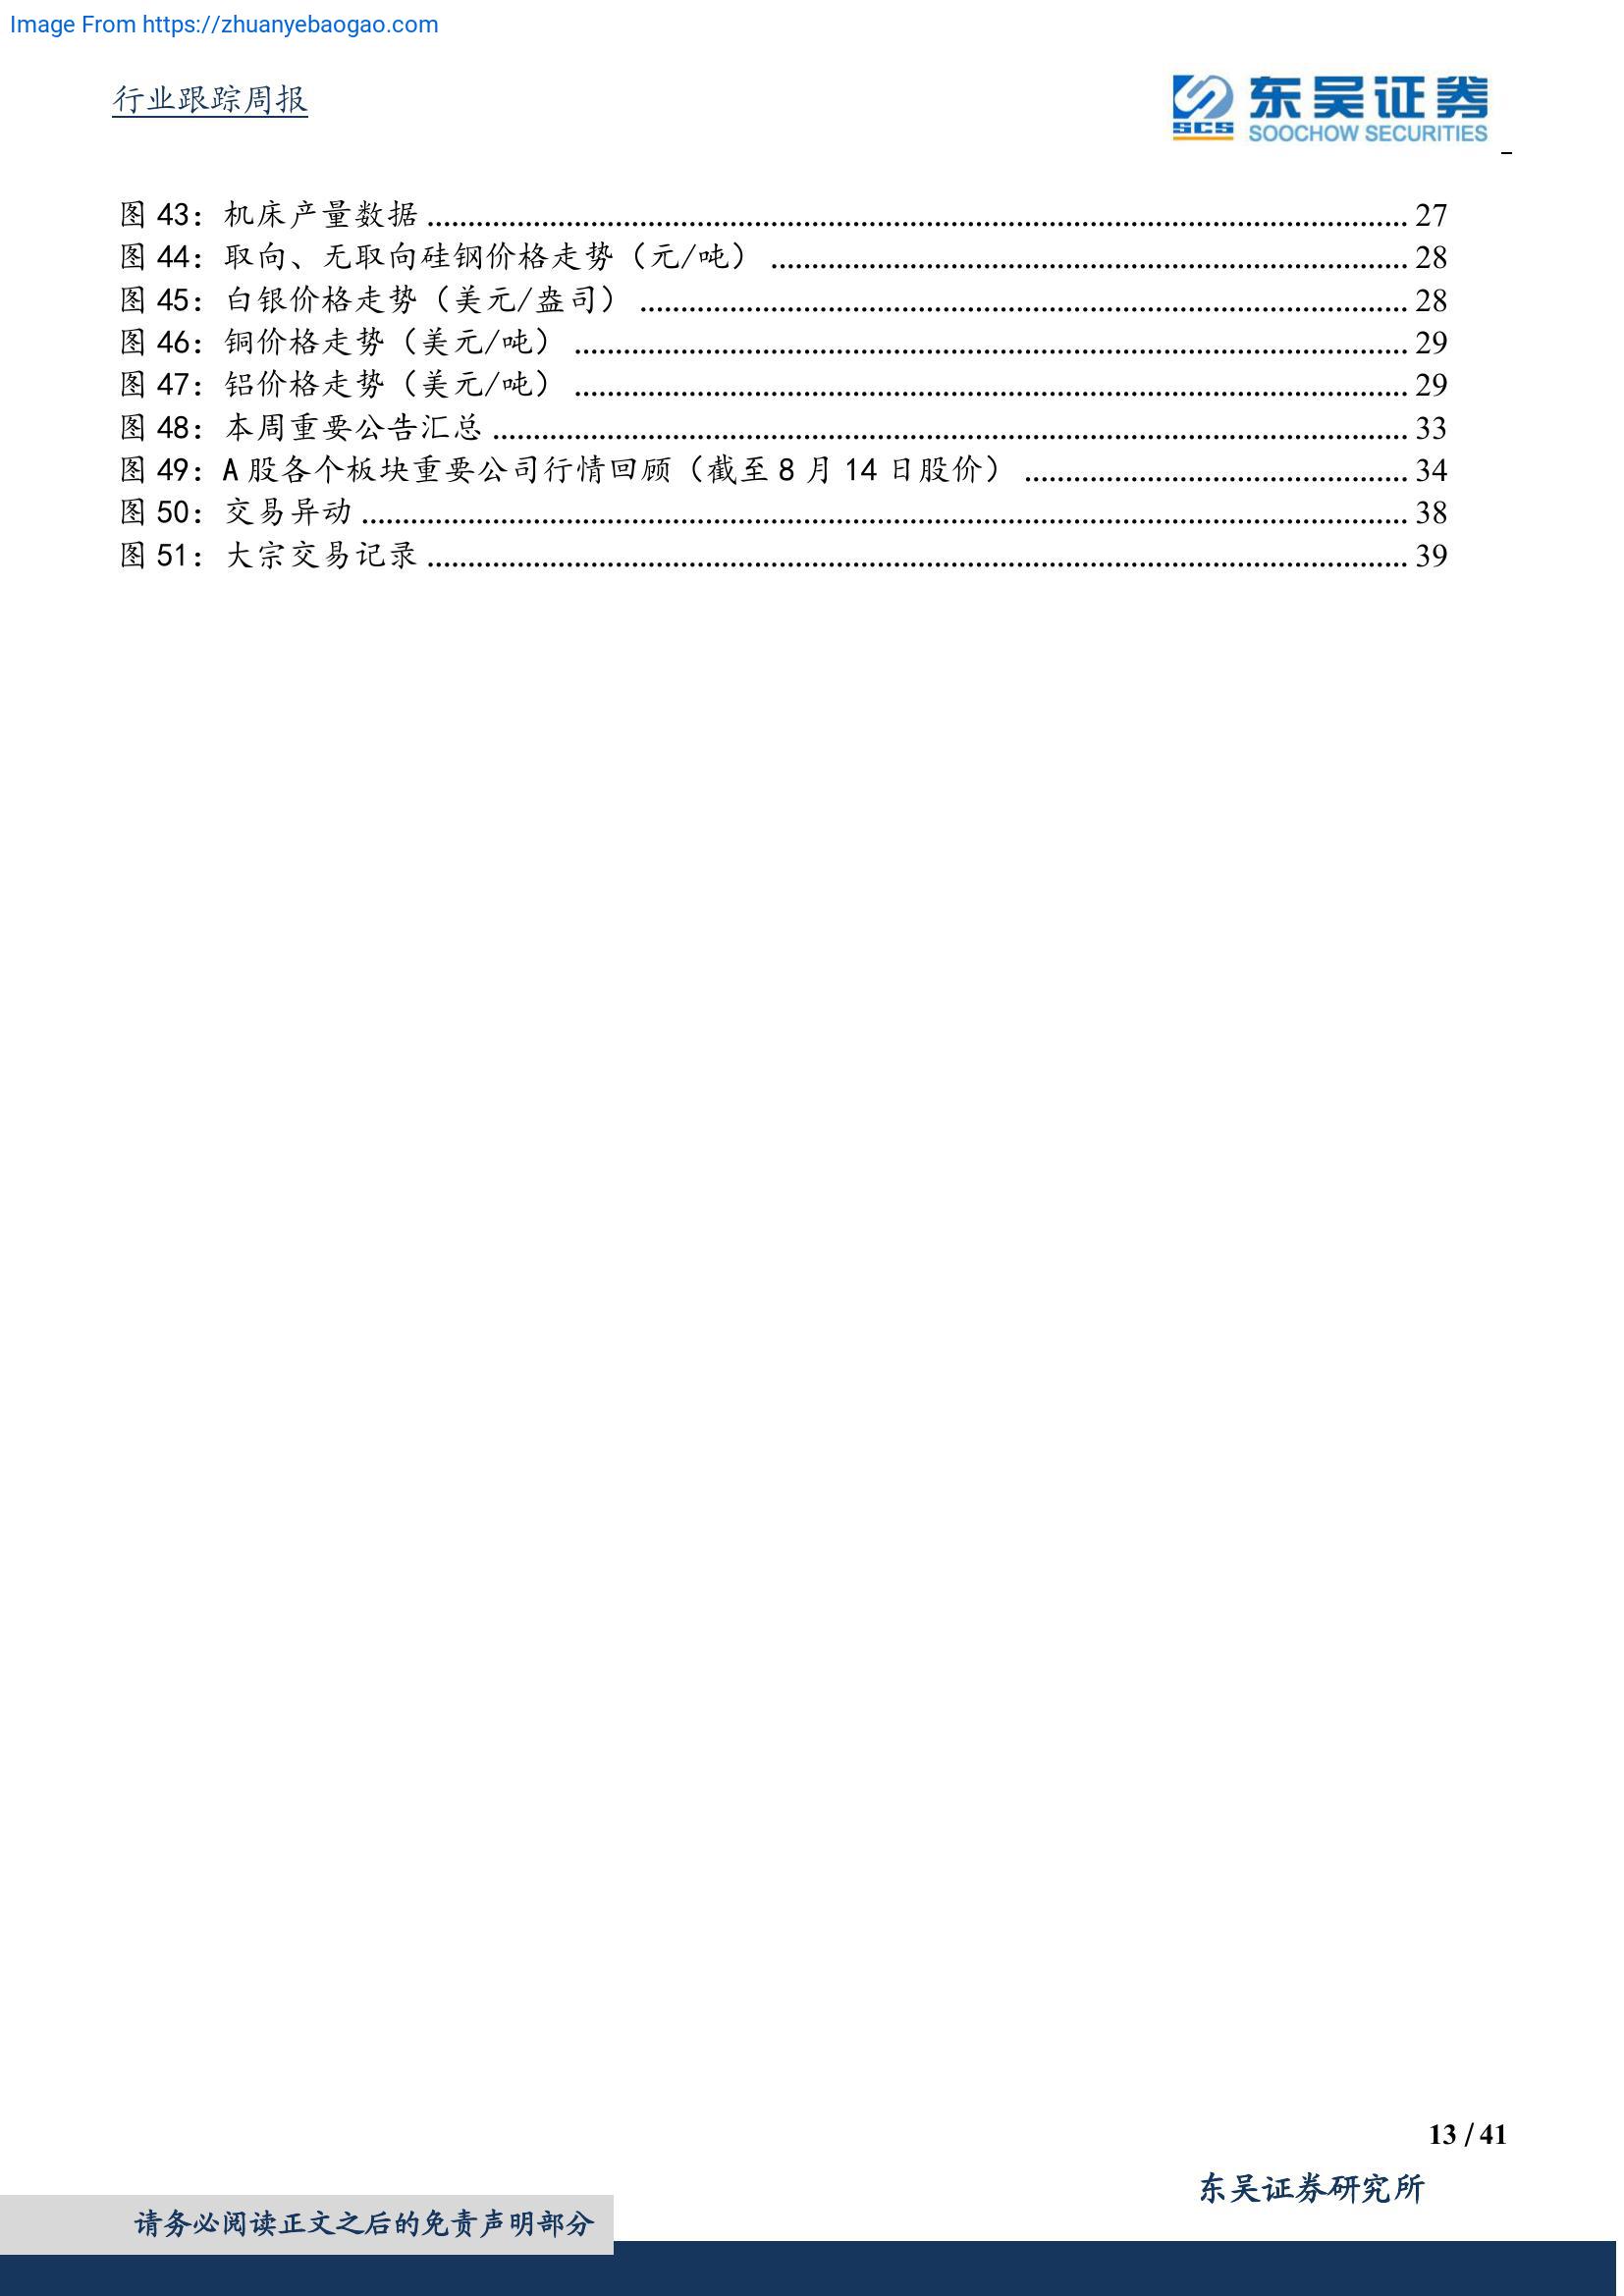 Image From https://zhuanyebaogao.com
行业跟踪周报
SCS 东吴证券
SOOCHOW SECURITIES
图 43：机床产量数据 ........................ 27
图 44：取向、无取向硅钢价格走势（元/吨） ........................ 28
图 45：白银价格走势（美元/盎司） ........................ 28
图 46：铜价格走势（美元/吨） ........................ 29
图 47：铝价格走势（美元/吨） ........................ 29
图 48：本周重要公告汇总 ........................ 33
图 49：A 股各个板块重要公司行情回顾（截至 8 月 14 日股价） ........................ 34
图 50：交易异动 ........................ 38
图 51：大宗交易记录 ........................ 39
13 / 41
东吴证券研究所
请务必阅读正文之后的免责声明部分